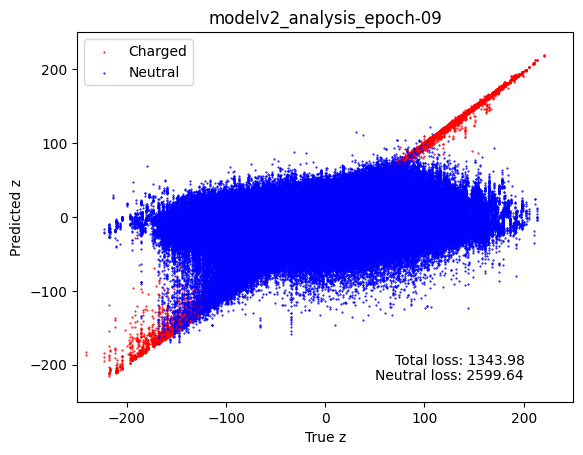 modelv2_analysis_epoch-09
Charged
Neutral
Predicted z
200
100
0
−100
−200
Total loss: 1343.98
Neutral loss: 2599.64
−200
−100
0
100
200
True z